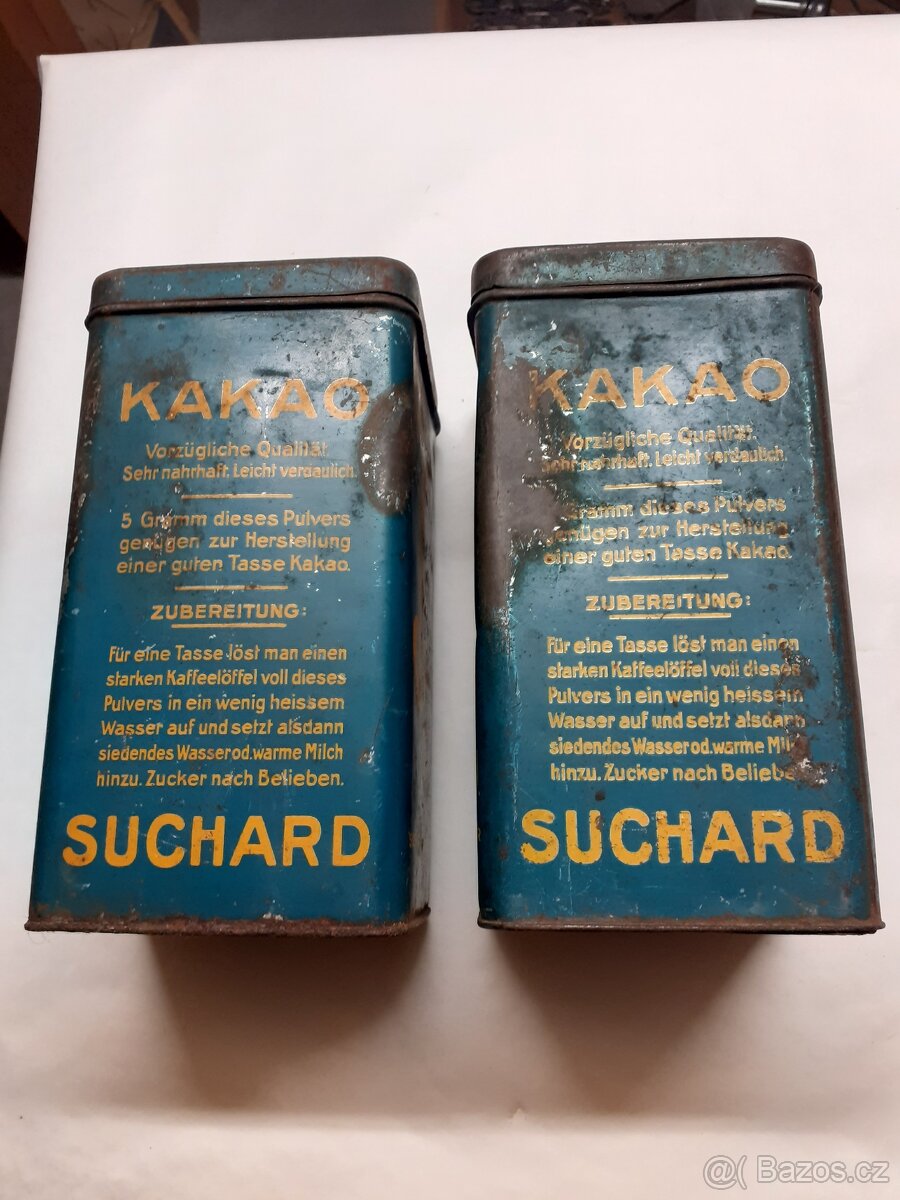 KAKAO
Vorzügliche Qualität.
Sehr nahrhaft. Leicht verdaulich.
5 Gramm dieses Pulvers
genügen zur Herstellung
einer guten Tasse Kakao.
ZUBEREITUNG:
Für eine Tasse löst man einen
starken Kaffeelöffel voll dieses
Pulvers in ein wenig heissem
Wasser auf und setzt alsdann
siedendes Wasser od. warme Milch
hinzu. Zucker nach Belieben.
SUCHARD
KAKAO
Vorzügliche Qualität.
Sehr nahrhaft. Leicht verdaulich.
Gramm dieses Pulvers
genügen zur Herstellung
einer guten Tasse Kakao.
ZUBEREITUNG:
Für eine Tasse löst man einen
starken Kaffeelöffel voll dieses
Pulvers in ein wenig heissem
Wasser auf und setzt alsdann
siedendes Wasser od. warme Milch
hinzu. Zucker nach Belieben
SUCHARD
@( Bazos.cz